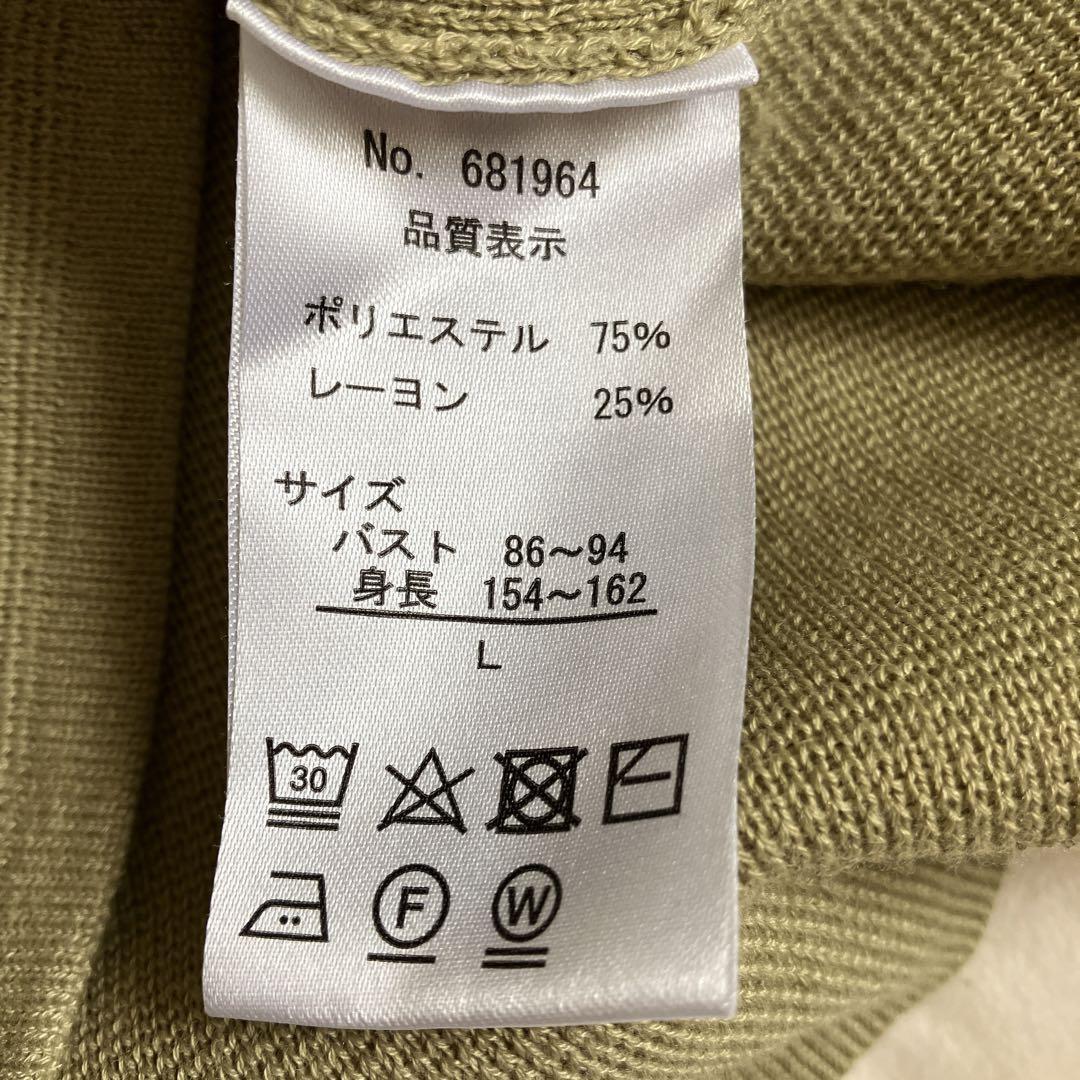 No. 681964
品質表示
ポリエステル 75%
レーヨン 25%
サイズ
バスト 86～94
身長 154～162
L
30
F
W